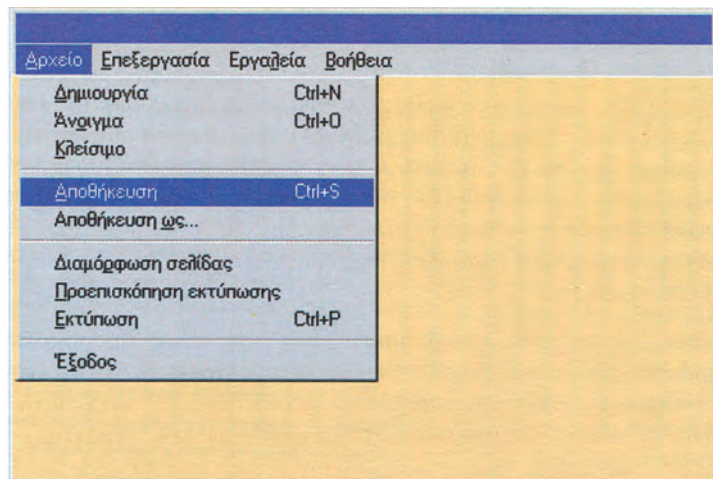 Αρχείο Επεξεργασία Εργαλεία Βοήθεια
Δημιουργία Ctrl+N
Άνοιγμα Ctrl+O
Κλείσιμο
Αποθήκευση Ctrl+S
Αποθήκευση ως...
Διαμόρφωση σελίδας
Προεπισκόπηση εκτύπωσης
Εκτύπωση Ctrl+P
Έξοδος